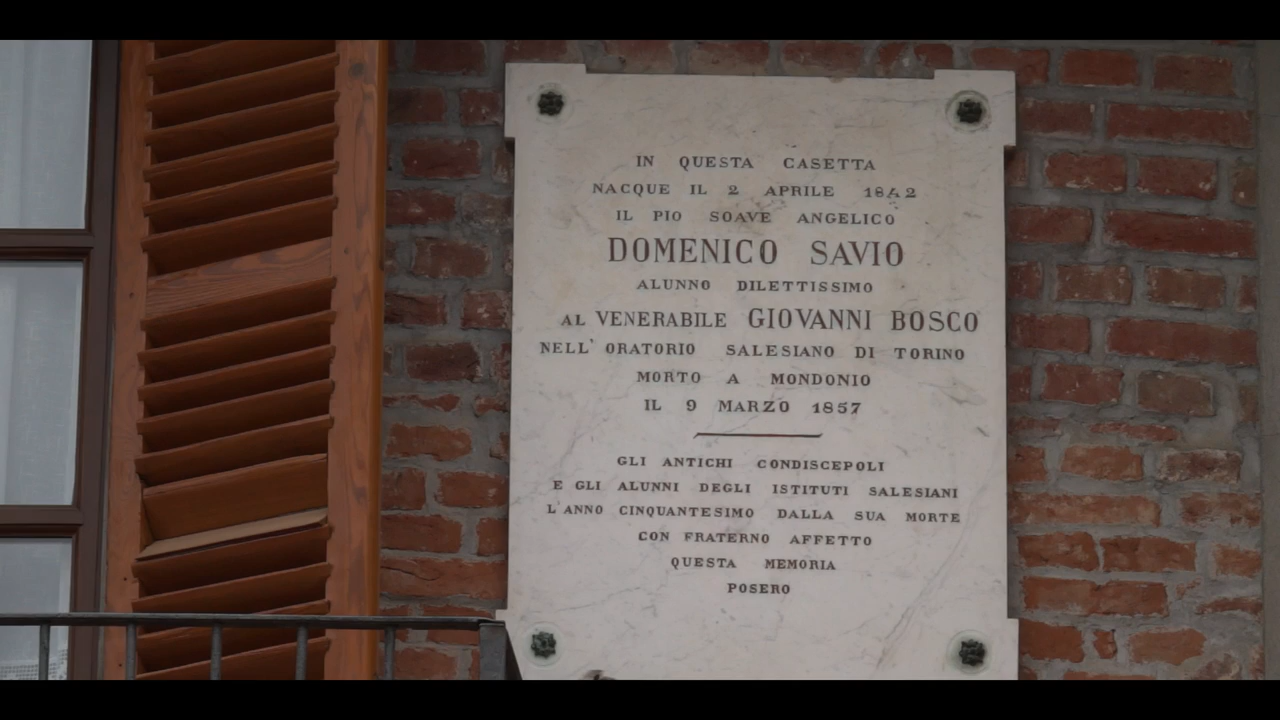 IN QUESTA CASETTA
NACQUE IL 2 APRILE 1842
IL PIO SOAVE ANGELICO
DOMENICO SAVIO
ALUNNO DILETTISSIMO
AL VENERABILE GIOVANNI BOSCO
NELL' ORATORIO SALESIANO DI TORINO
MORTO A MONDONIO
IL 9 MARZO 1857
GLI ANTICHI CONDISCEPOLI
E GLI ALUNNI DEGLI ISTITUTI SALESIANI
L'ANNO CINQUANTESIMO DALLA SUA MORTE
CON FRATERNO AFFETTO
QUESTA MEMORIA
POSERO